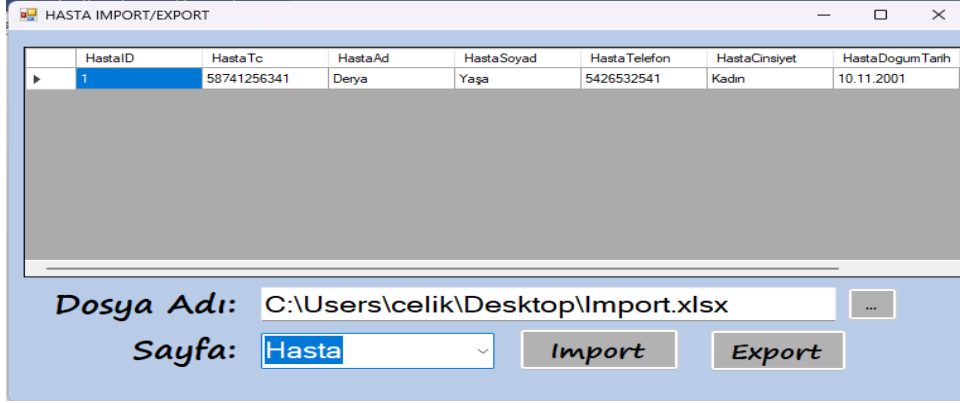 HASTA IMPORT/EXPORT
HastaID HastaTc HastaAd HastaSoyad HastaTelefon HastaCinsiyet HastaDogumTarih
1 58741256341 Derya Yaşa 5426532541 Kadın 10.11.2001
Dosya Adı: C:\Users\celik\Desktop\Import.xlsx ...
Sayfa: Hasta Import Export